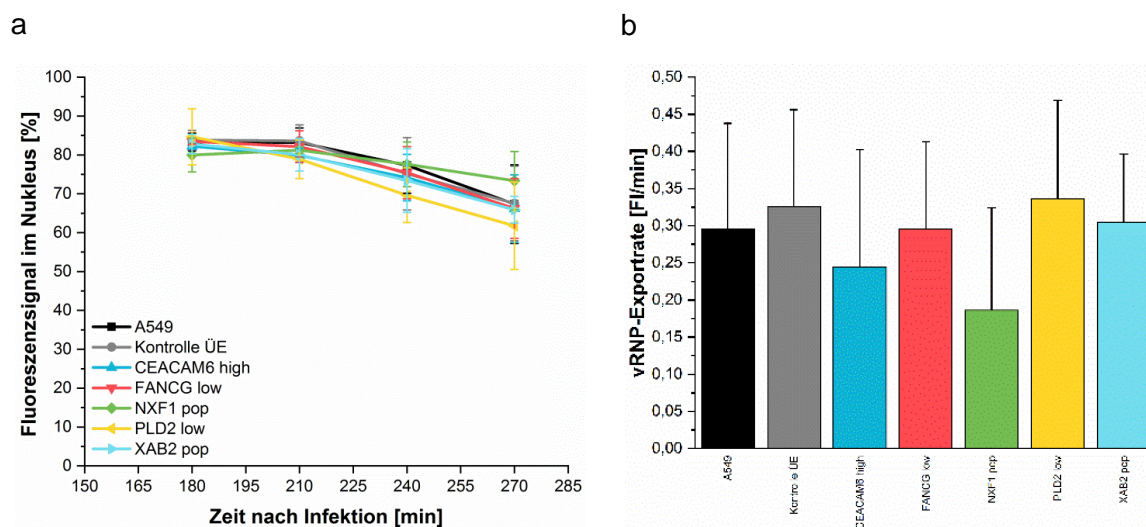 a
Fluoreszenzsignal im Nukleus [%]
100
90
80
70
60
50
40
30
20
10
0
150
165
180
195
210
225
240
255
270
285
Zeit nach Infektion [min]
A549
Kontrolle ÜE
CEACAM6 high
FANCG low
NXF1 pop
PLD2 low
XAB2 pop
b
vRNP-Exportrate [FI/min]
0,50
0,45
0,40
0,35
0,30
0,25
0,20
0,15
0,10
0,05
0,00
A549
Kontrolle ÜE
CEACAM6 high
FANCG low
NXF1 pop
PLD2 low
XAB2 pop